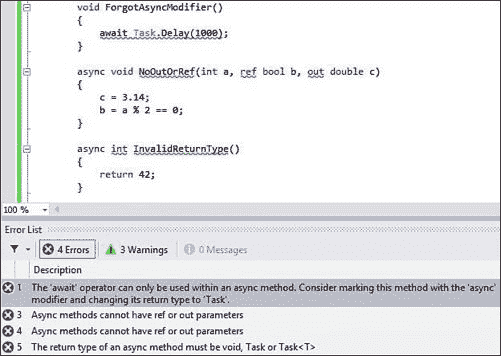 void ForgotAsyncModifier()
{
await Task.Delay(1000);
}
async void NoOutOrRef(int a, ref bool b, out double c)
{
c = 3.14;
b = a % 2 == 0;
}
async int InvalidReturnType()
{
return 42;
}
100 %
Error List
4 Errors 3 Warnings 0 Messages
Description
1 The 'await' operator can only be used within an async method. Consider marking this method with the 'async'
modifier and changing its return type to 'Task'.
3 Async methods cannot have ref or out parameters
4 Async methods cannot have ref or out parameters
5 The return type of an async method must be void, Task or Task<T>